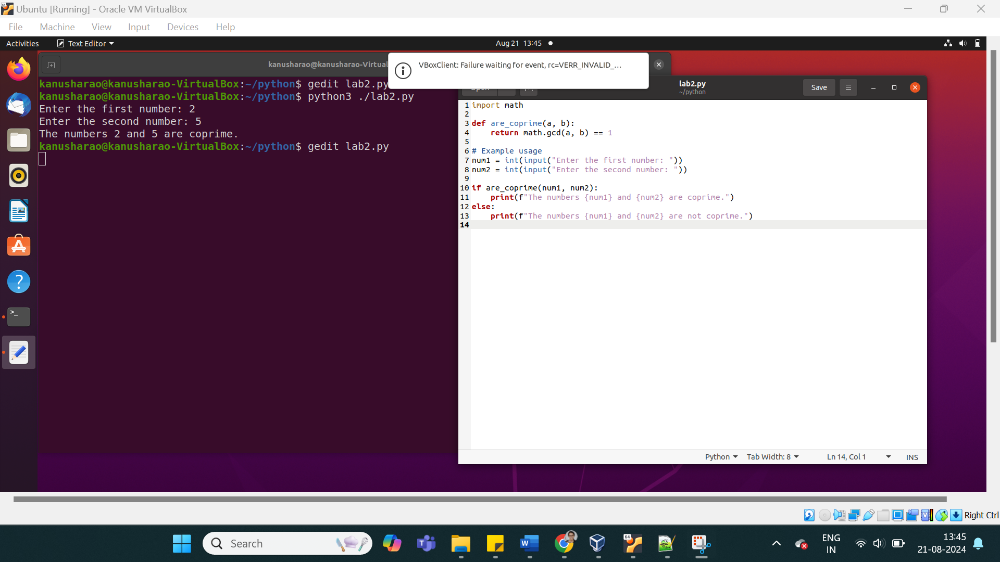 Ubuntu [Running] - Oracle VM VirtualBox
File Machine View Input Devices Help
Activities Text Editor Aug 21 13:45
kanusharao@kanusharao-Virtual
VBoxClient: Failure waiting for event, rc=VERR_INVALID_...
kanusharao@kanusharao-VirtualBox:~/python$ gedit lab2.py
kanusharao@kanusharao-VirtualBox:~/python$ python3 ./lab2.py
Enter the first number: 2
Enter the second number: 5
The numbers 2 and 5 are coprime.
kanusharao@kanusharao-VirtualBox:~/python$ gedit lab2.py
Open
lab2.py
~/python
Save
1 import math
2
3 def are_coprime(a, b):
4     return math.gcd(a, b) == 1
5
6 # Example usage
7 num1 = int(input("Enter the first number: "))
8 num2 = int(input("Enter the second number: "))
9
10 if are_coprime(num1, num2):
11     print(f"The numbers {num1} and {num2} are coprime.")
12 else:
13     print(f"The numbers {num1} and {num2} are not coprime.")
14
Python Tab Width: 8 Ln 14, Col 1 INS
Right Ctrl
Search
64
ENG
IN
13:45
21-08-2024